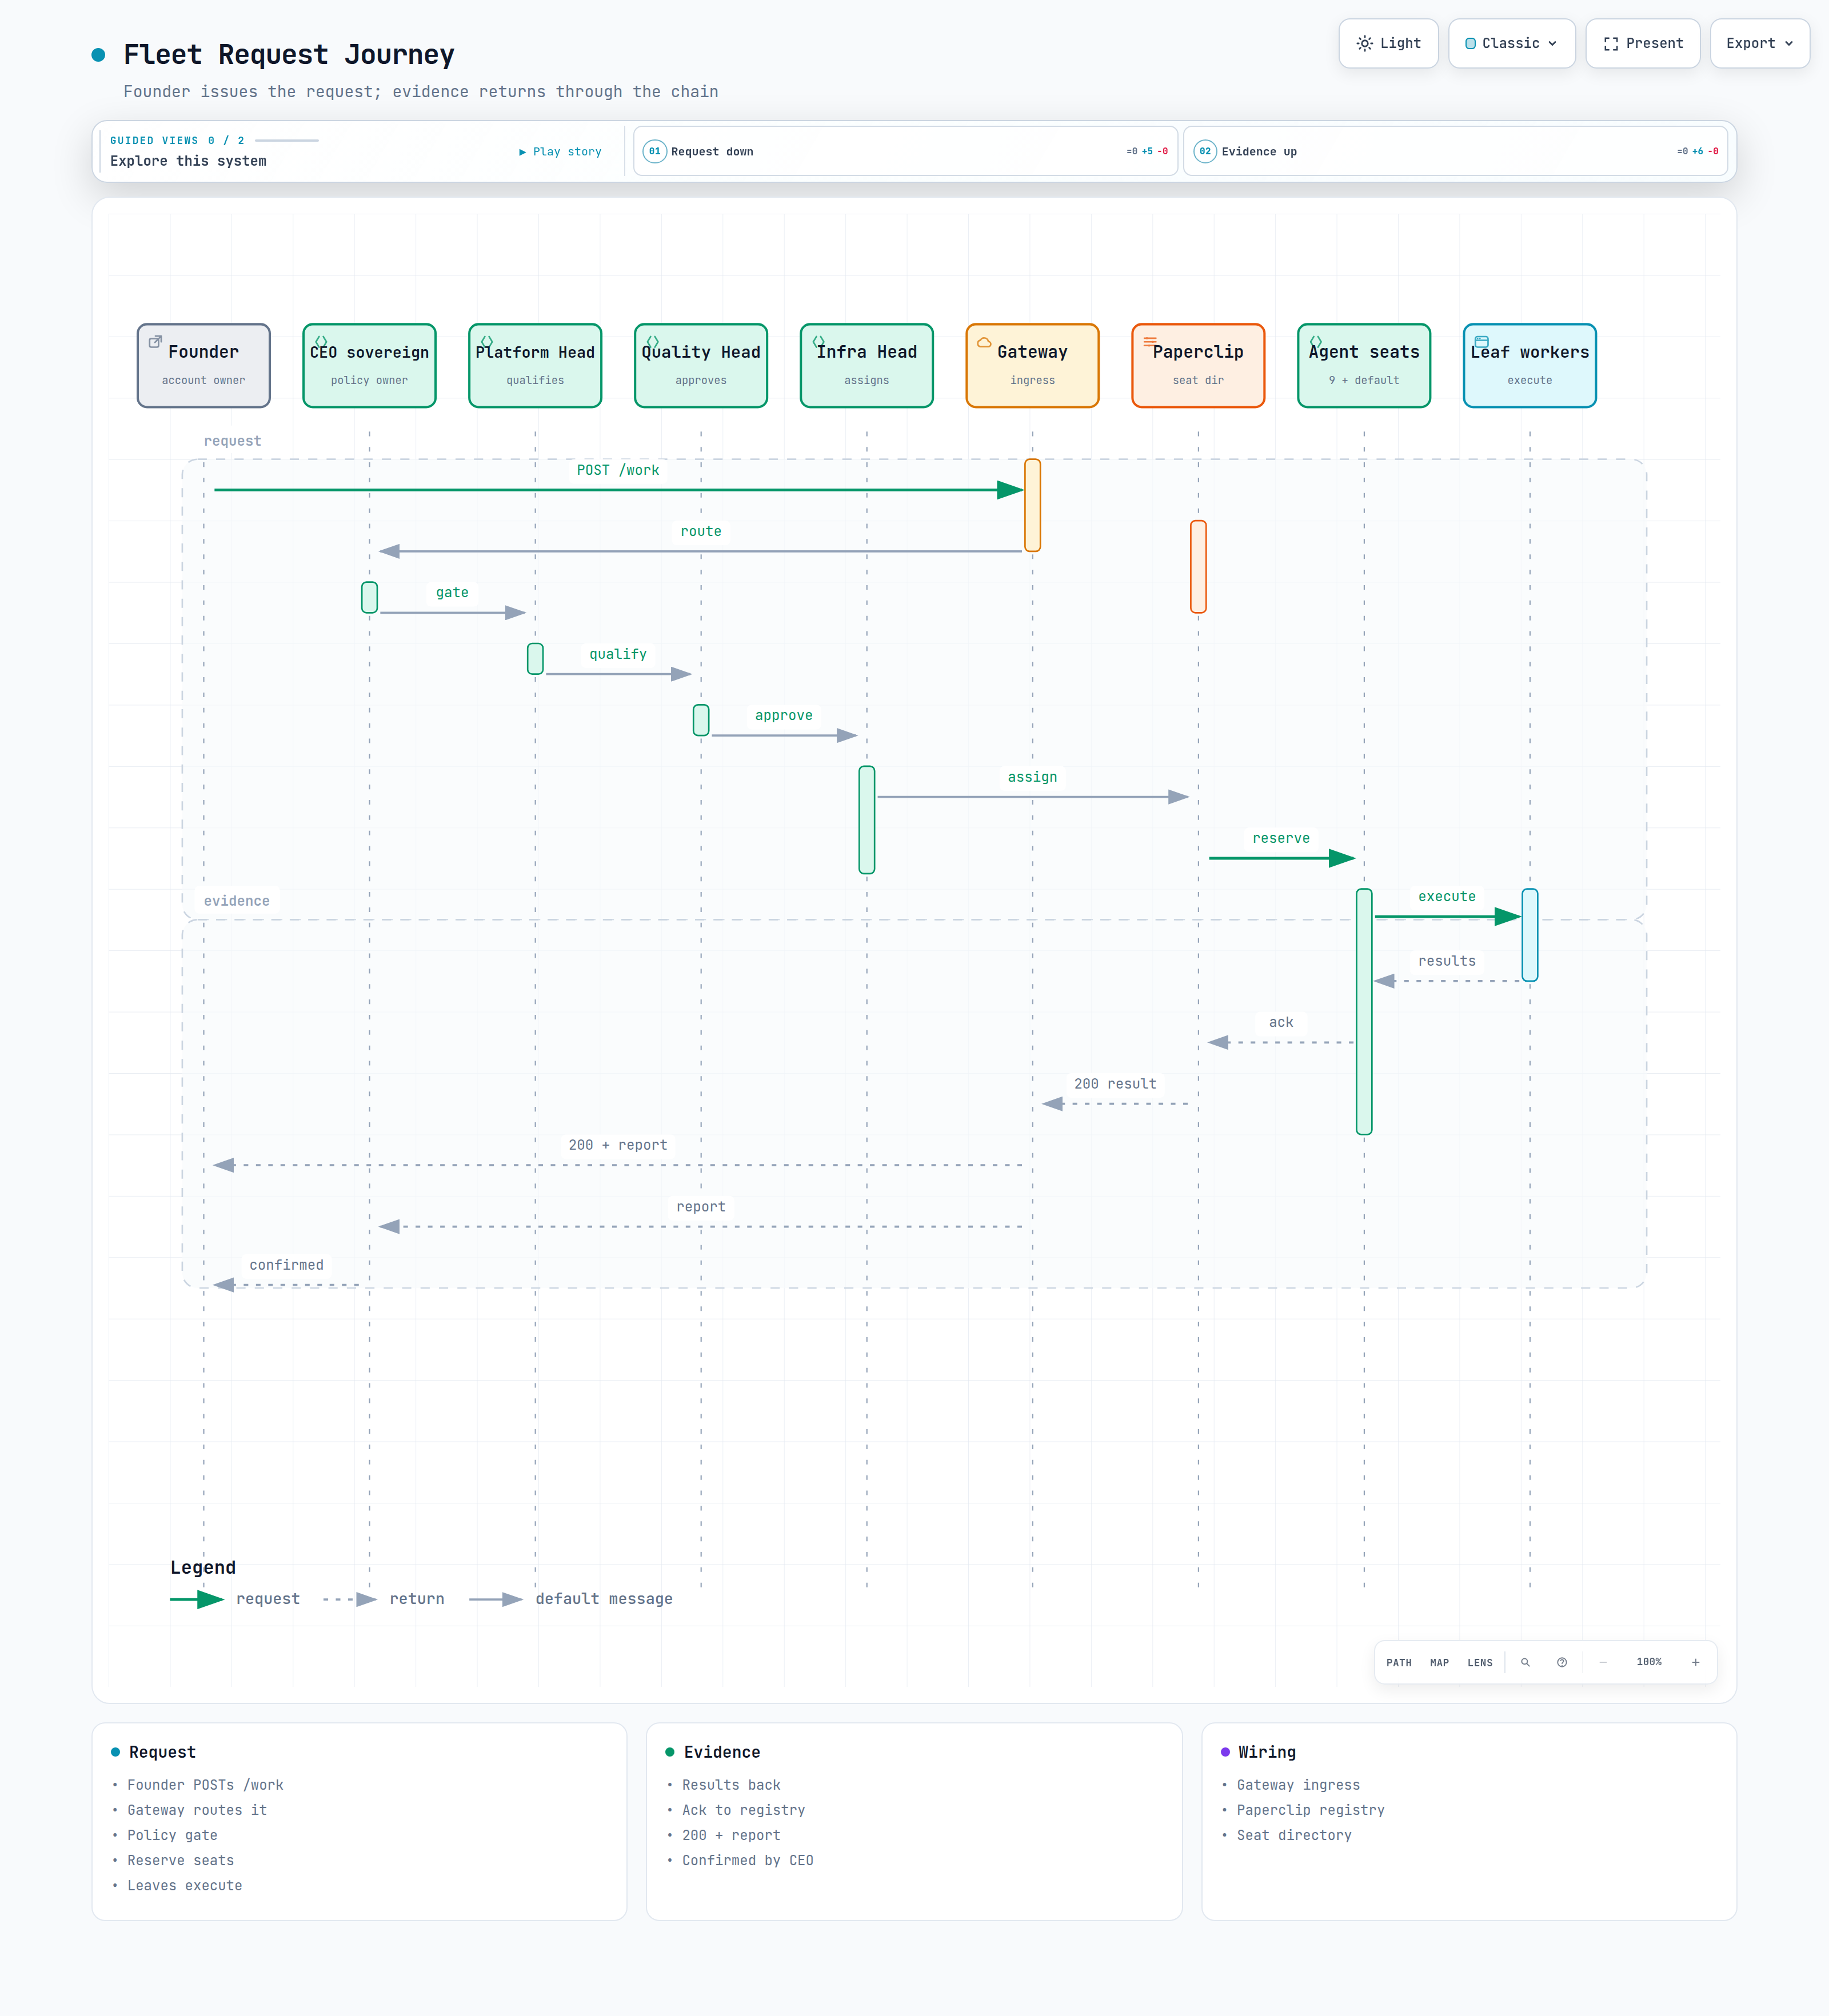 Fleet Request Journey
Founder issues the request; evidence returns through the chain
Light
Classic
Present
Export
GUIDED VIEWS 0 / 2
Explore this system
▶ Play story
01 Request down =0 +5 -0
02 Evidence up =0 +6 -0
Founder
account owner
CEO sovereign
policy owner
Platform Head
qualifies
Quality Head
approves
Infra Head
assigns
Gateway
ingress
Paperclip
seat dir
Agent seats
9 + default
Leaf workers
execute
request
POST /work
route
gate
qualify
approve
assign
reserve
evidence
execute
results
ack
200 result
200 + report
report
confirmed
Legend
request
return
default message
PATH MAP LENS − 100% +
Request
• Founder POSTs /work
• Gateway routes it
• Policy gate
• Reserve seats
• Leaves execute
Evidence
• Results back
• Ack to registry
• 200 + report
• Confirmed by CEO
Wiring
• Gateway ingress
• Paperclip registry
• Seat directory